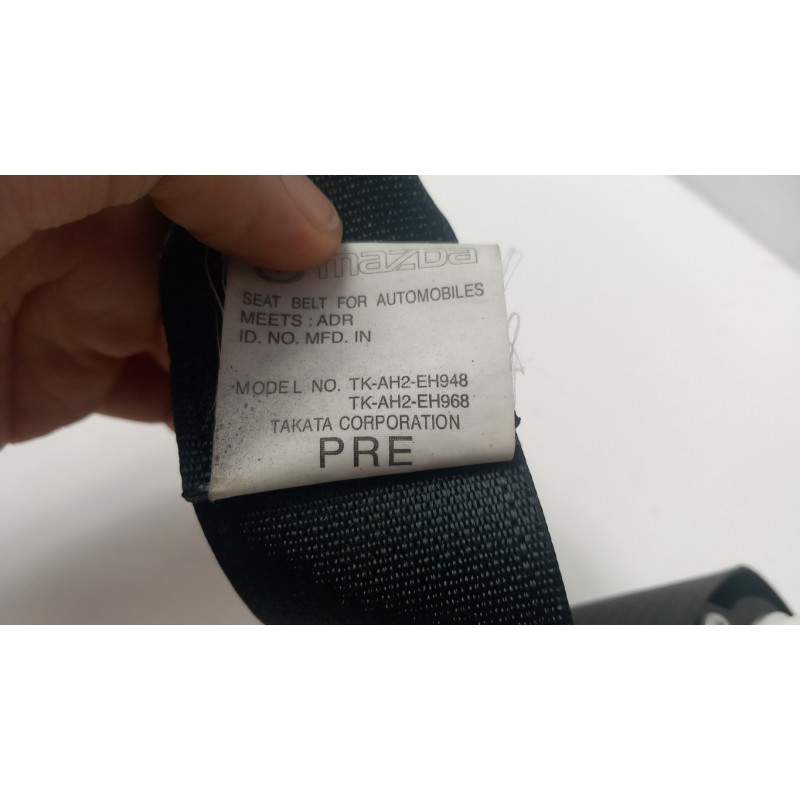 mazda
SEAT BELT FOR AUTOMOBILES
MEETS : ADR
ID. NO. MFD. IN
MODEL NO. TK-AH2-EH948
TK-AH2-EH968
TAKATA CORPORATION
PRE